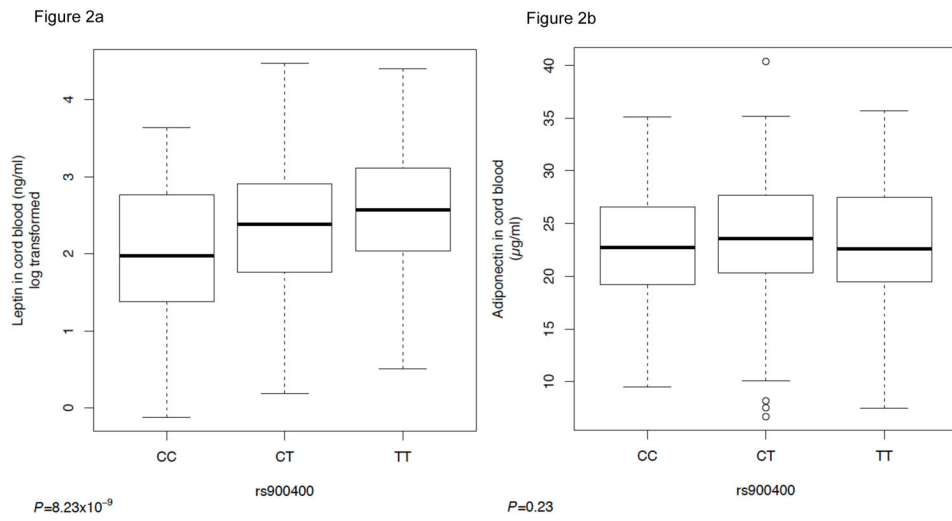 Figure 2a
Figure 2b
Leptin in cord blood (ng/ml)
log transformed
4
3
2
1
0
CC
CT
TT
rs900400
P=8.23x10⁻⁹
Adiponectin in cord blood
(µg/ml)
40
35
30
25
20
15
10
CC
CT
TT
rs900400
P=0.23